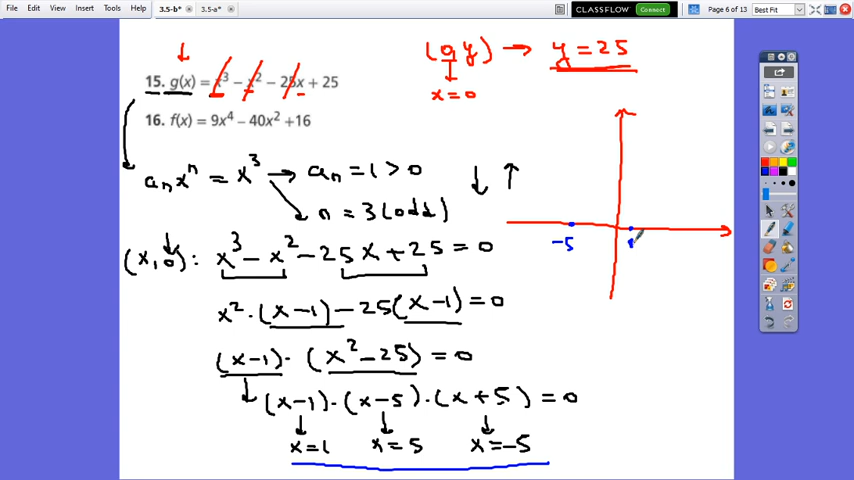 File Edit View Insert Tools Help 3.5-b* 3.5-a* CLASSFLOW Connect Page 6 of 13 Best Fit
(0, y) → y = 25
x = 0
15. g(x) = x³ − x² − 25x + 25
16. f(x) = 9x⁴ − 40x² + 16
aₙxⁿ = x³ → aₙ = 1 > 0 ↓ ↑
n = 3 (odd)
(x, 0): x³ − x² − 25x + 25 = 0
−5 1
x² · (x−1) − 25(x−1) = 0
(x−1) · (x² − 25) = 0
(x−1) · (x−5) · (x+5) = 0
x = 1 x = 5 x = −5